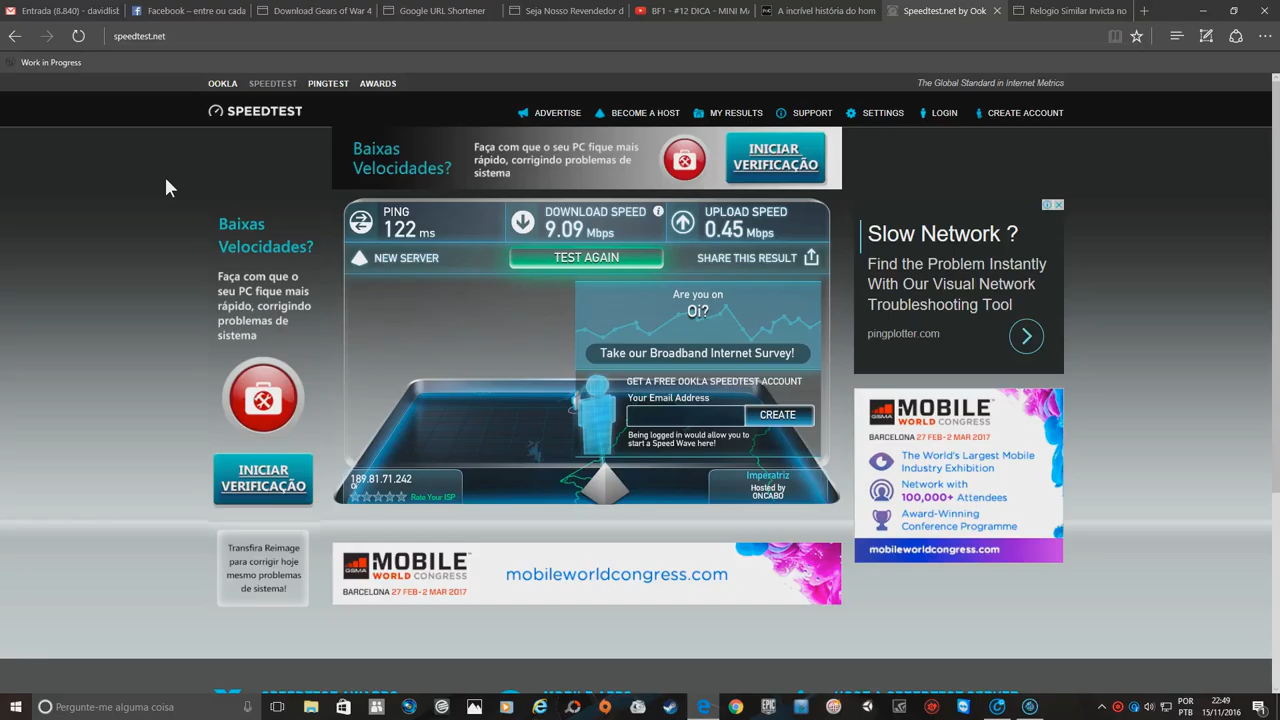 Entrada (8.840) - davidlist
Facebook – entre ou cada
Download Gears of War 4
Google URL Shortener
Seja Nosso Revendedor d
BF1 - #12 DICA - MINI M
A incrível história do hom
Speedtest.net by Ook
Relogio Similar Invicta no
speedtest.net
Work in Progress
OOKLA SPEEDTEST PINGTEST AWARDS
The Global Standard in Internet Metrics
SPEEDTEST
ADVERTISE
BECOME A HOST
MY RESULTS
SUPPORT
SETTINGS
LOGIN
CREATE ACCOUNT
Baixas
Velocidades?
Faça com que o seu PC fique mais
rápido, corrigindo problemas de
sistema
INICIAR
VERIFICAÇÃO
Baixas
Velocidades?
Faça com que o
seu PC fique mais
rápido, corrigindo
problemas de
sistema
INICIAR
VERIFICAÇÃO
Transfira Reimage
para corrigir hoje
mesmo problemas
de sistema!
PING
122 ms
DOWNLOAD SPEED
9.09 Mbps
UPLOAD SPEED
0.45 Mbps
NEW SERVER
TEST AGAIN
SHARE THIS RESULT
Are you on
Oi?
Take our Broadband Internet Survey!
GET A FREE OOKLA SPEEDTEST ACCOUNT
Your Email Address
CREATE
Being logged in would allow you to
start a Speed Wave here!
189.81.71.242
Oi
Rate Your ISP
Imperatriz
Hosted by
ONCABO
Slow Network ?
Find the Problem Instantly
With Our Visual Network
Troubleshooting Tool
pingplotter.com
GSMA
MOBILE
WORLD CONGRESS
BARCELONA 27 FEB-2 MAR 2017
The World's Largest Mobile
Industry Exhibition
Network with
100,000+ Attendees
Award-Winning
Conference Programme
mobileworldcongress.com
GSMA
MOBILE
WORLD CONGRESS
BARCELONA 27 FEB-2 MAR 2017
mobileworldcongress.com
SPEEDTEST AWARDS
MOBILE APPS
HOST A SPEEDTEST SERVER
Pergunte-me alguma coisa
EPIC
POR
PTB
22:49
15/11/2016